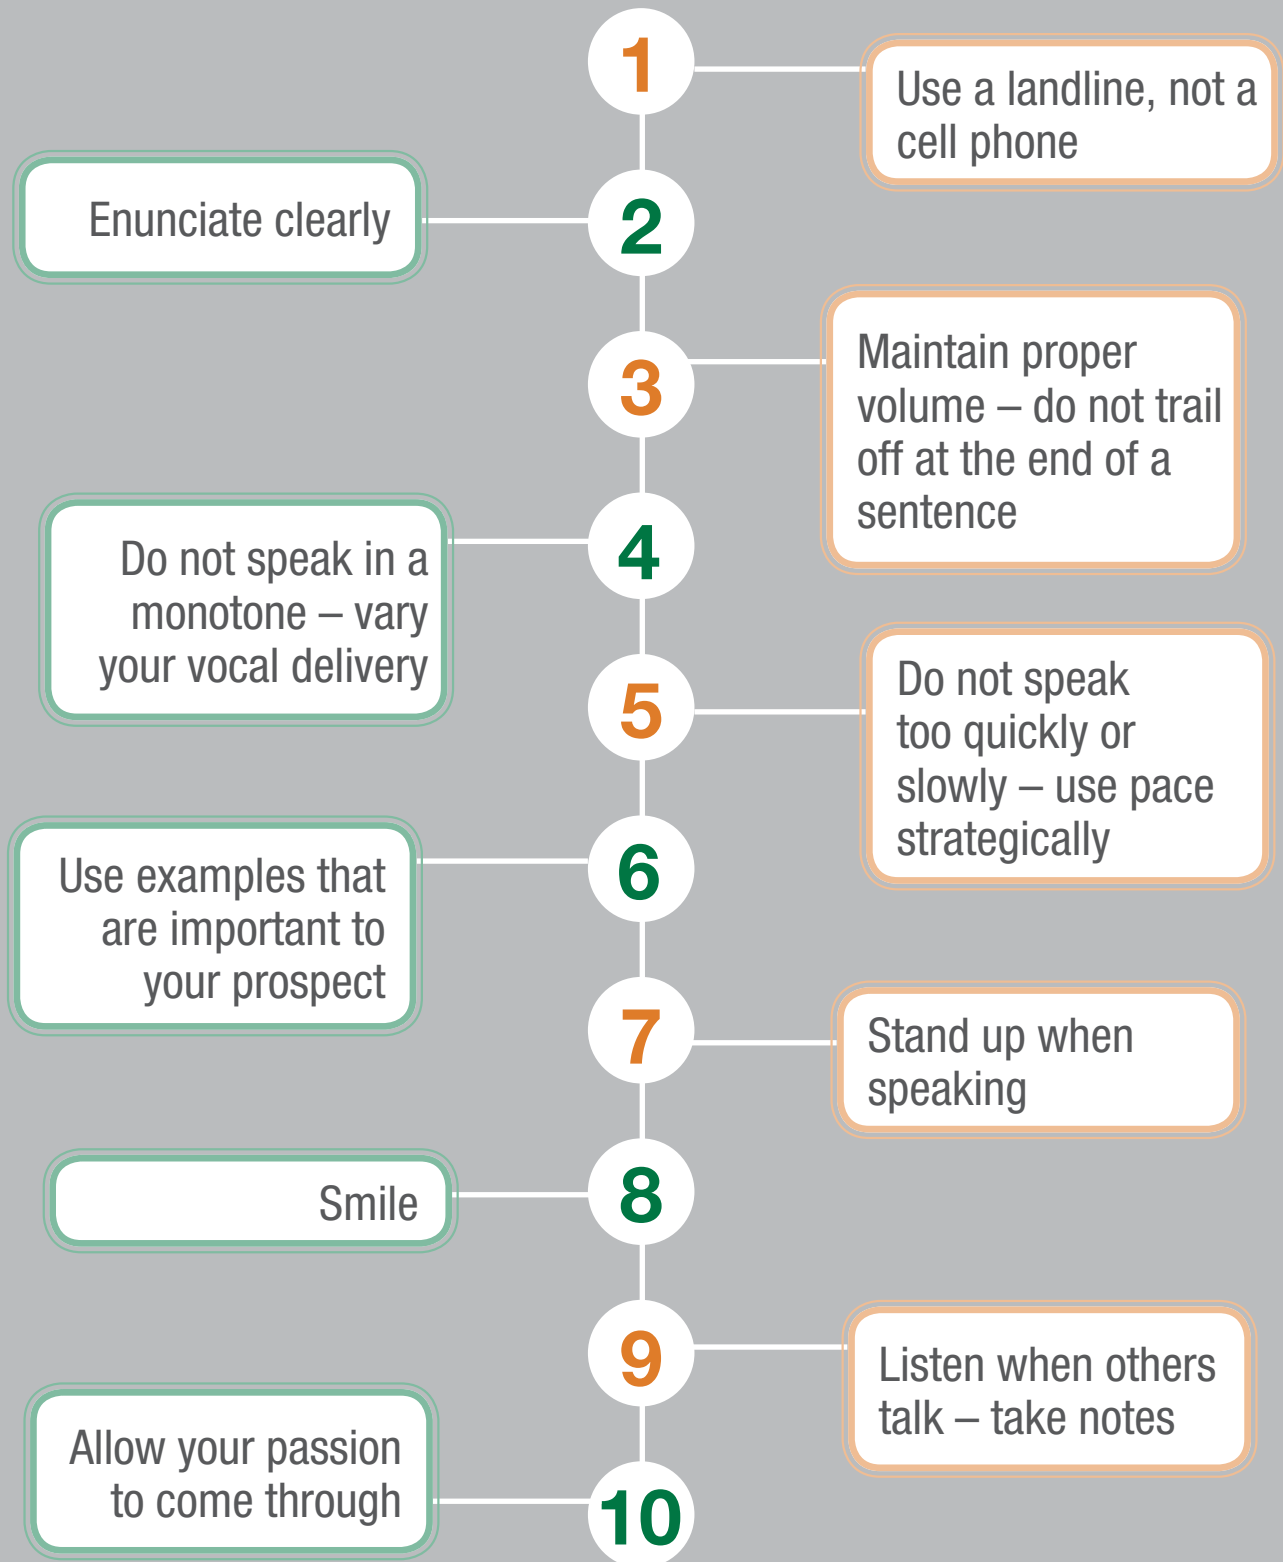 1
Use a landline, not a
cell phone
2
Enunciate clearly
3
Maintain proper
volume – do not trail
off at the end of a
sentence
4
Do not speak in a
monotone – vary
your vocal delivery
5
Do not speak
too quickly or
slowly – use pace
strategically
6
Use examples that
are important to
your prospect
7
Stand up when
speaking
8
Smile
9
Listen when others
talk – take notes
10
Allow your passion
to come through